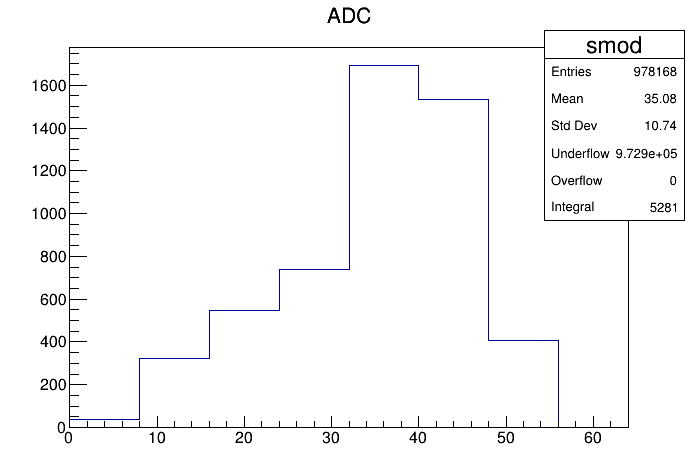 ADC
smod
Entries 978168
Mean 35.08
Std Dev 10.74
Underflow 9.729e+05
Overflow 0
Integral 5281
1600
1400
1200
1000
800
600
400
200
0
0 10 20 30 40 50 60